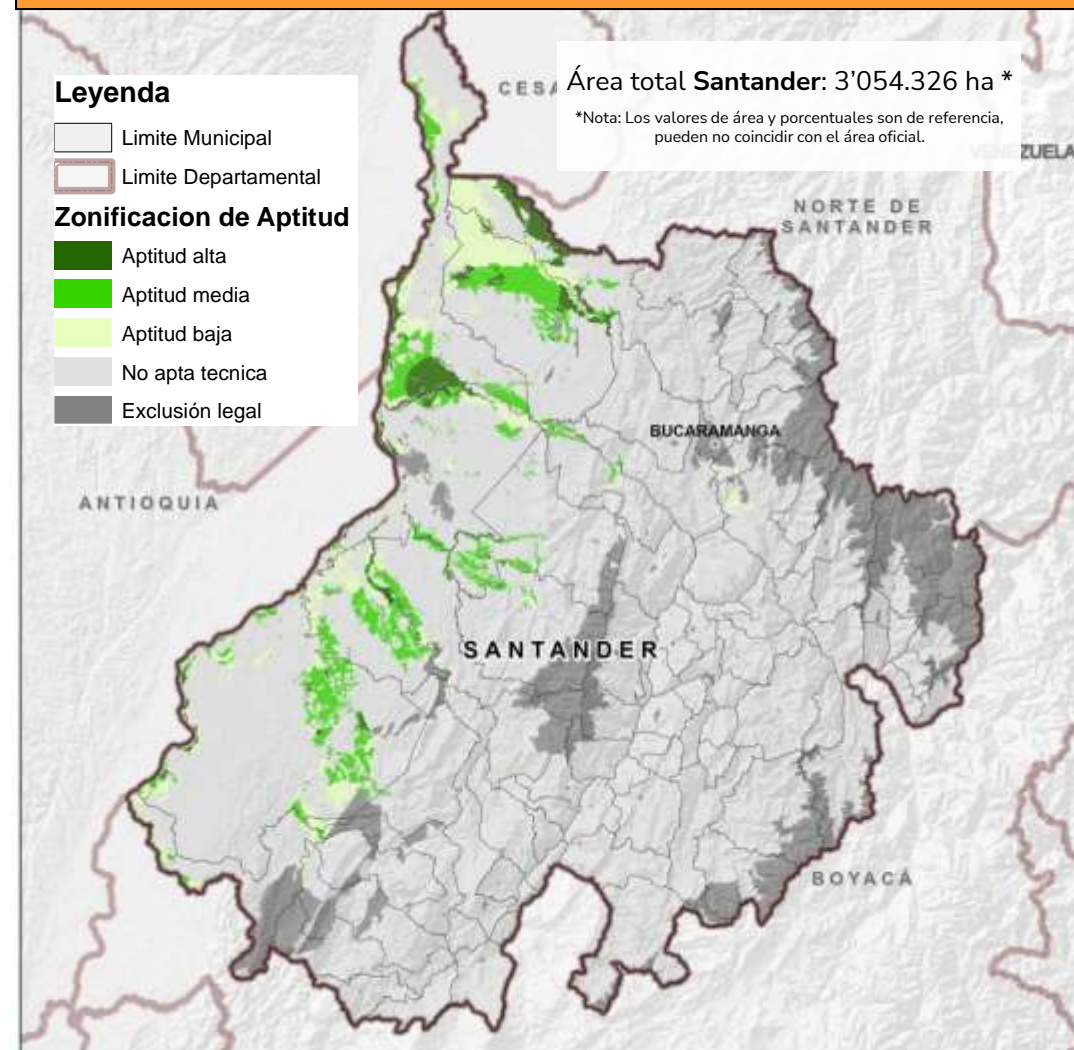 Leyenda
Limite Municipal
Limite Departamental
Zonificacion de Aptitud
Aptitud alta
Aptitud media
Aptitud baja
No apta tecnica
Exclusión legal
Área total Santander: 3’054.326 ha *
*Nota: Los valores de área y porcentuales son de referencia,
pueden no coincidir con el área oficial.
CESA
ZUELA
NORTE DE
SANTANDER
BUCARAMANGA
ANTIOQUIA
SANTANDER
BOYACÁ